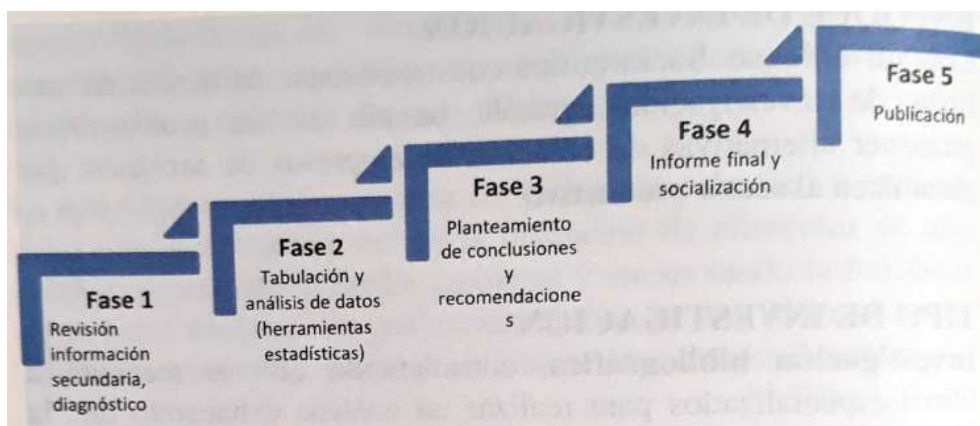 Fase 1
Revisión
información
secundaria,
diagnóstico
Fase 2
Tabulación y
análisis de datos
(herramientas
estadísticas)
Fase 3
Planteamiento
de conclusiones
y
recomendacione
s
Fase 4
Informe final y
socialización
Fase 5
Publicación